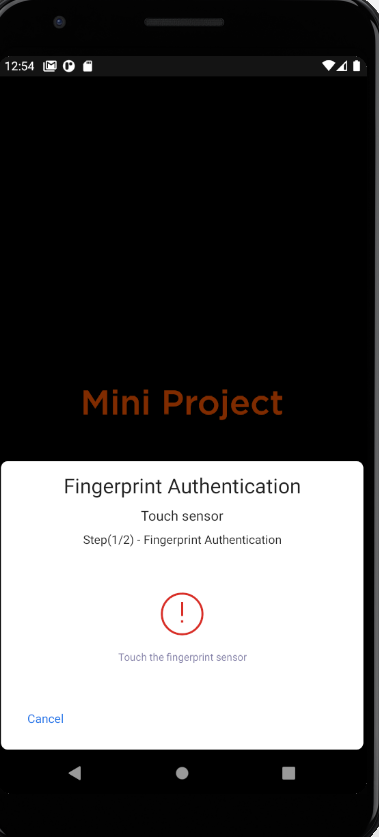 12:54
Mini Project
Fingerprint Authentication
Touch sensor
Step(1/2) - Fingerprint Authentication
Touch the fingerprint sensor
Cancel